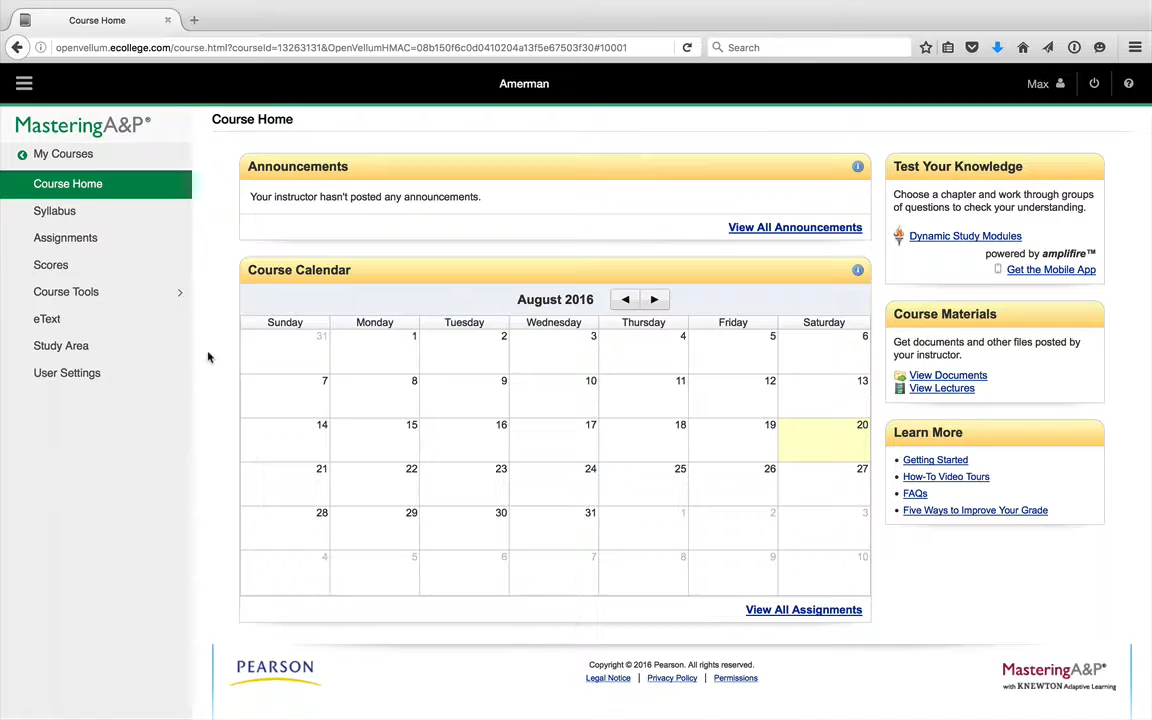 Course Home
openvellum.ecollege.com/course.html?courseId=13263131&OpenVellumHMAC=08b150f6c0d0410204a13f5e67503f30#10001
Search
Amerman
Max
MasteringA&P®
My Courses
Course Home
Syllabus
Assignments
Scores
Course Tools
eText
Study Area
User Settings
Course Home
Announcements
Your instructor hasn't posted any announcements.
View All Announcements
Course Calendar
August 2016
Sunday Monday Tuesday Wednesday Thursday Friday Saturday
31 1 2 3 4 5 6
7 8 9 10 11 12 13
14 15 16 17 18 19 20
21 22 23 24 25 26 27
28 29 30 31 1 2 3
4 5 6 7 8 9 10
View All Assignments
Test Your Knowledge
Choose a chapter and work through groups
of questions to check your understanding.
Dynamic Study Modules
powered by amplifire™
Get the Mobile App
Course Materials
Get documents and other files posted by
your instructor.
View Documents
View Lectures
Learn More
• Getting Started
• How-To Video Tours
• FAQs
• Five Ways to Improve Your Grade
PEARSON
Copyright © 2016 Pearson. All rights reserved.
Legal Notice | Privacy Policy | Permissions
MasteringA&P®
with KNEWTON Adaptive Learning